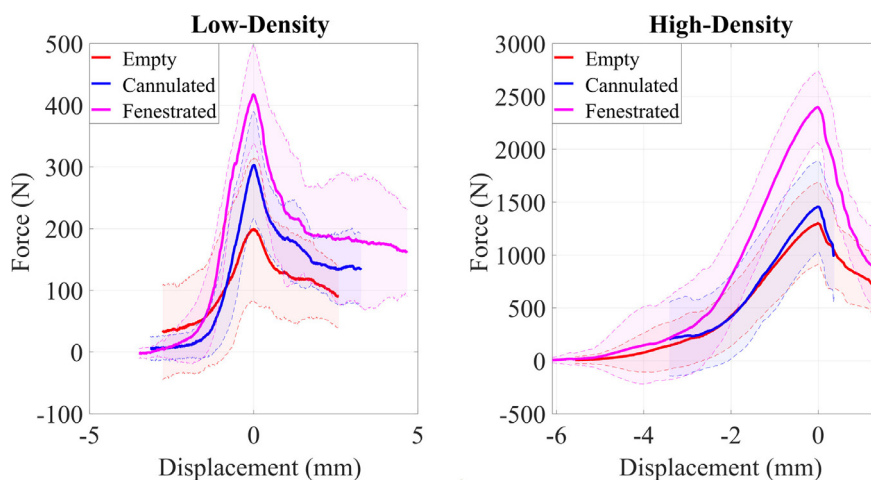 Low-Density
500
400
300
200
100
0
-100
Force (N)
Empty
Cannulated
Fenestrated
-5
0
5
Displacement (mm)
High-Density
3000
2500
2000
1500
1000
500
0
-500
Force (N)
Empty
Cannulated
Fenestrated
-6
-4
-2
0
Displacement (mm)